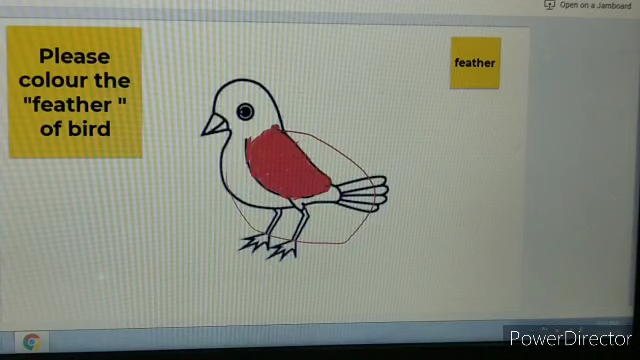 Open on a Jamboard
Please
colour the
"feather "
of bird
feather
PowerDirector